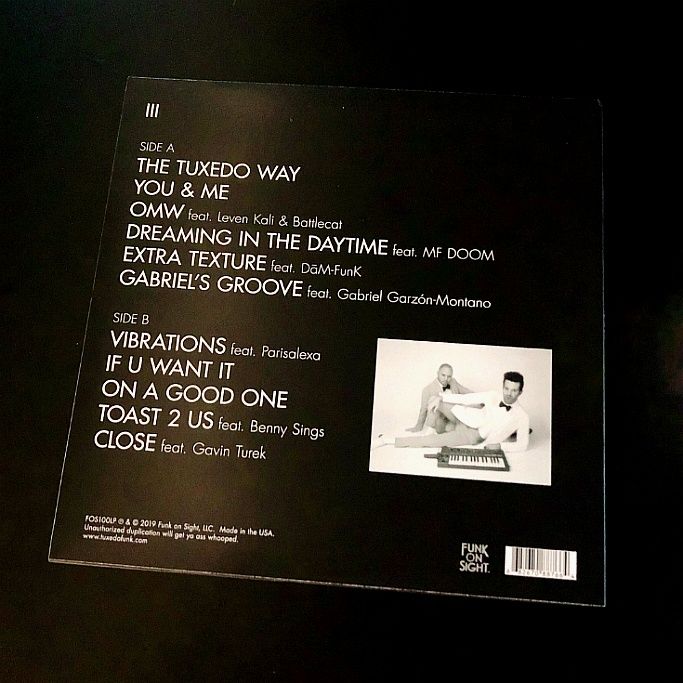 III
SIDE A
THE TUXEDO WAY
YOU & ME
OMW feat. Leven Kali & Battlecat
DREAMING IN THE DAYTIME feat. MF DOOM
EXTRA TEXTURE feat. DāM-FunK
GABRIEL'S GROOVE feat. Gabriel Garzón-Montano
SIDE B
VIBRATIONS feat. Parisalexa
IF U WANT IT
ON A GOOD ONE
TOAST 2 US feat. Benny Sings
CLOSE feat. Gavin Turek
FOS100LP ℗ & © 2019 Funk on Sight, LLC. Made in the USA.
Unauthorized duplication will get yo ass whooped.
www.tuxedofunk.com
FUNK
ON
SIGHT.